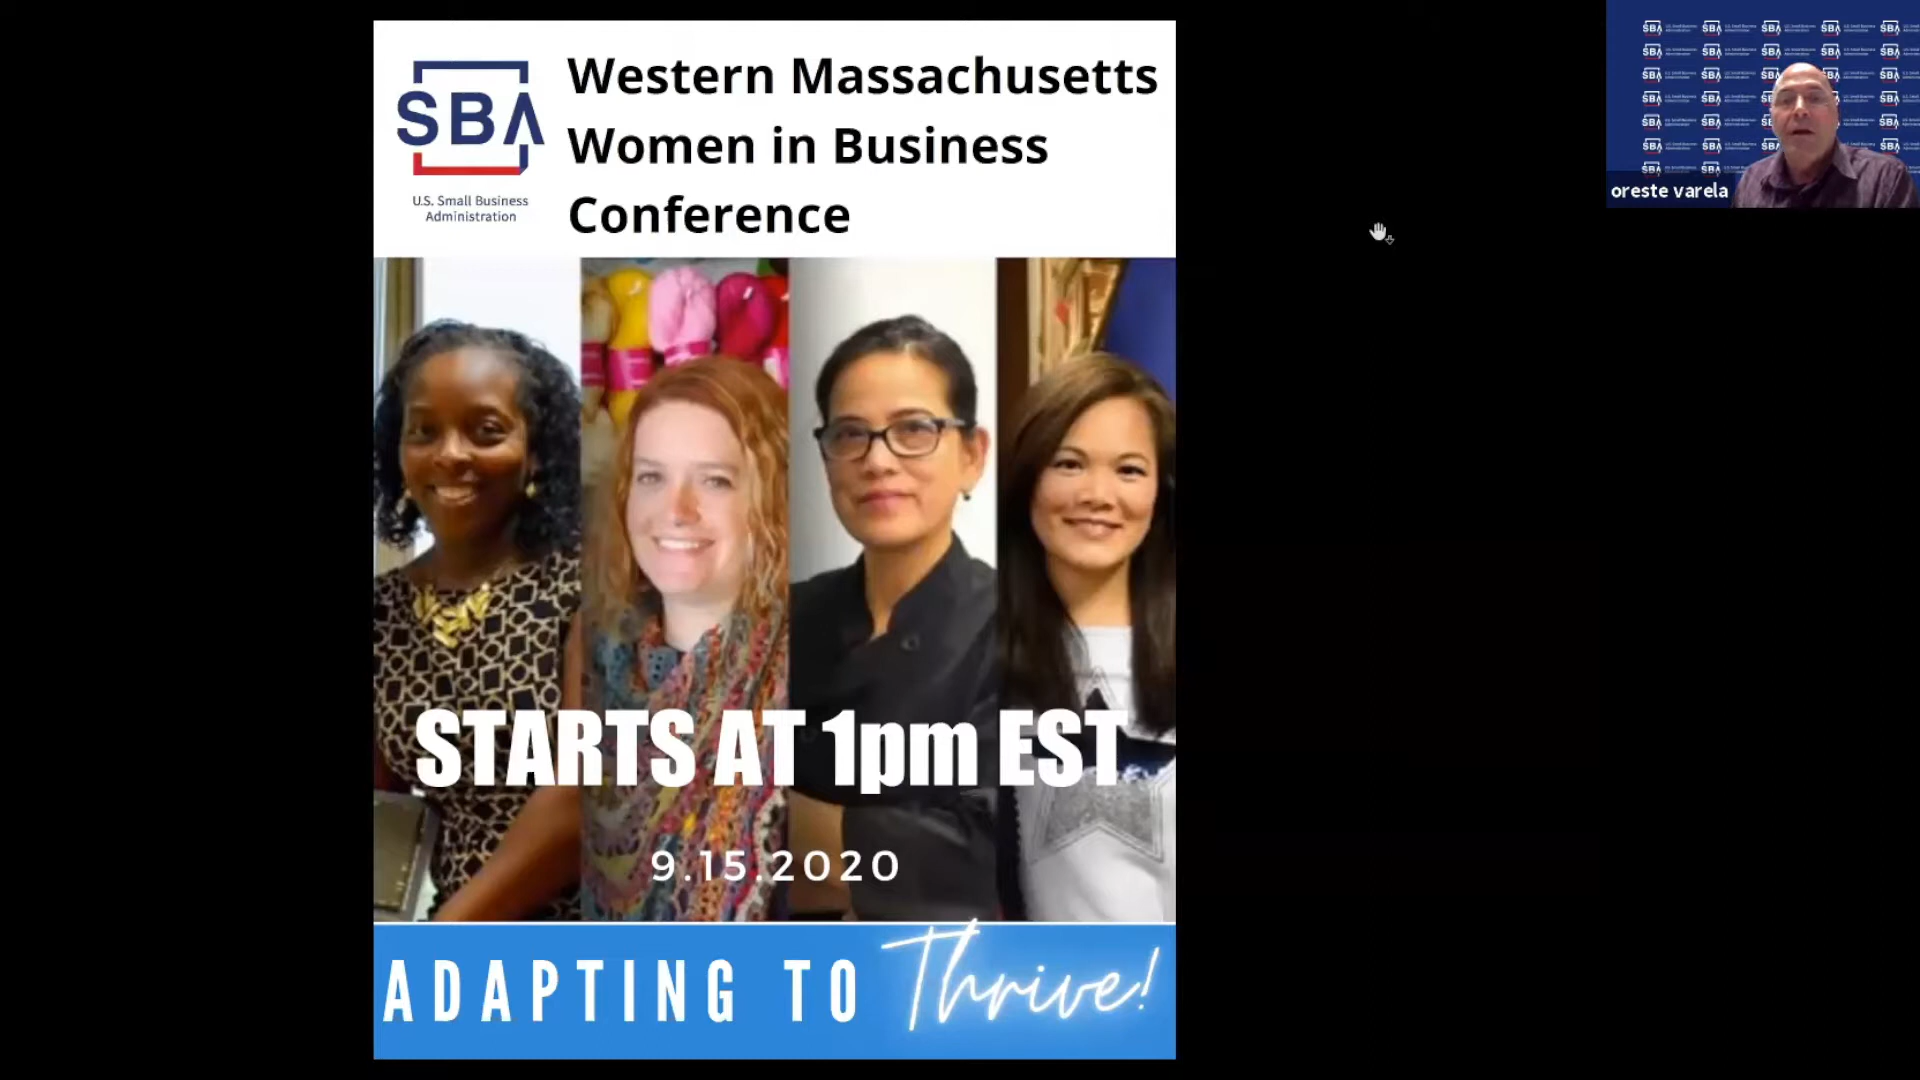 SBA
U.S. Small Business
Administration
Western Massachusetts
Women in Business
Conference
STARTS AT 1pm EST
9.15.2020
ADAPTING TO Thrive!
oreste varela